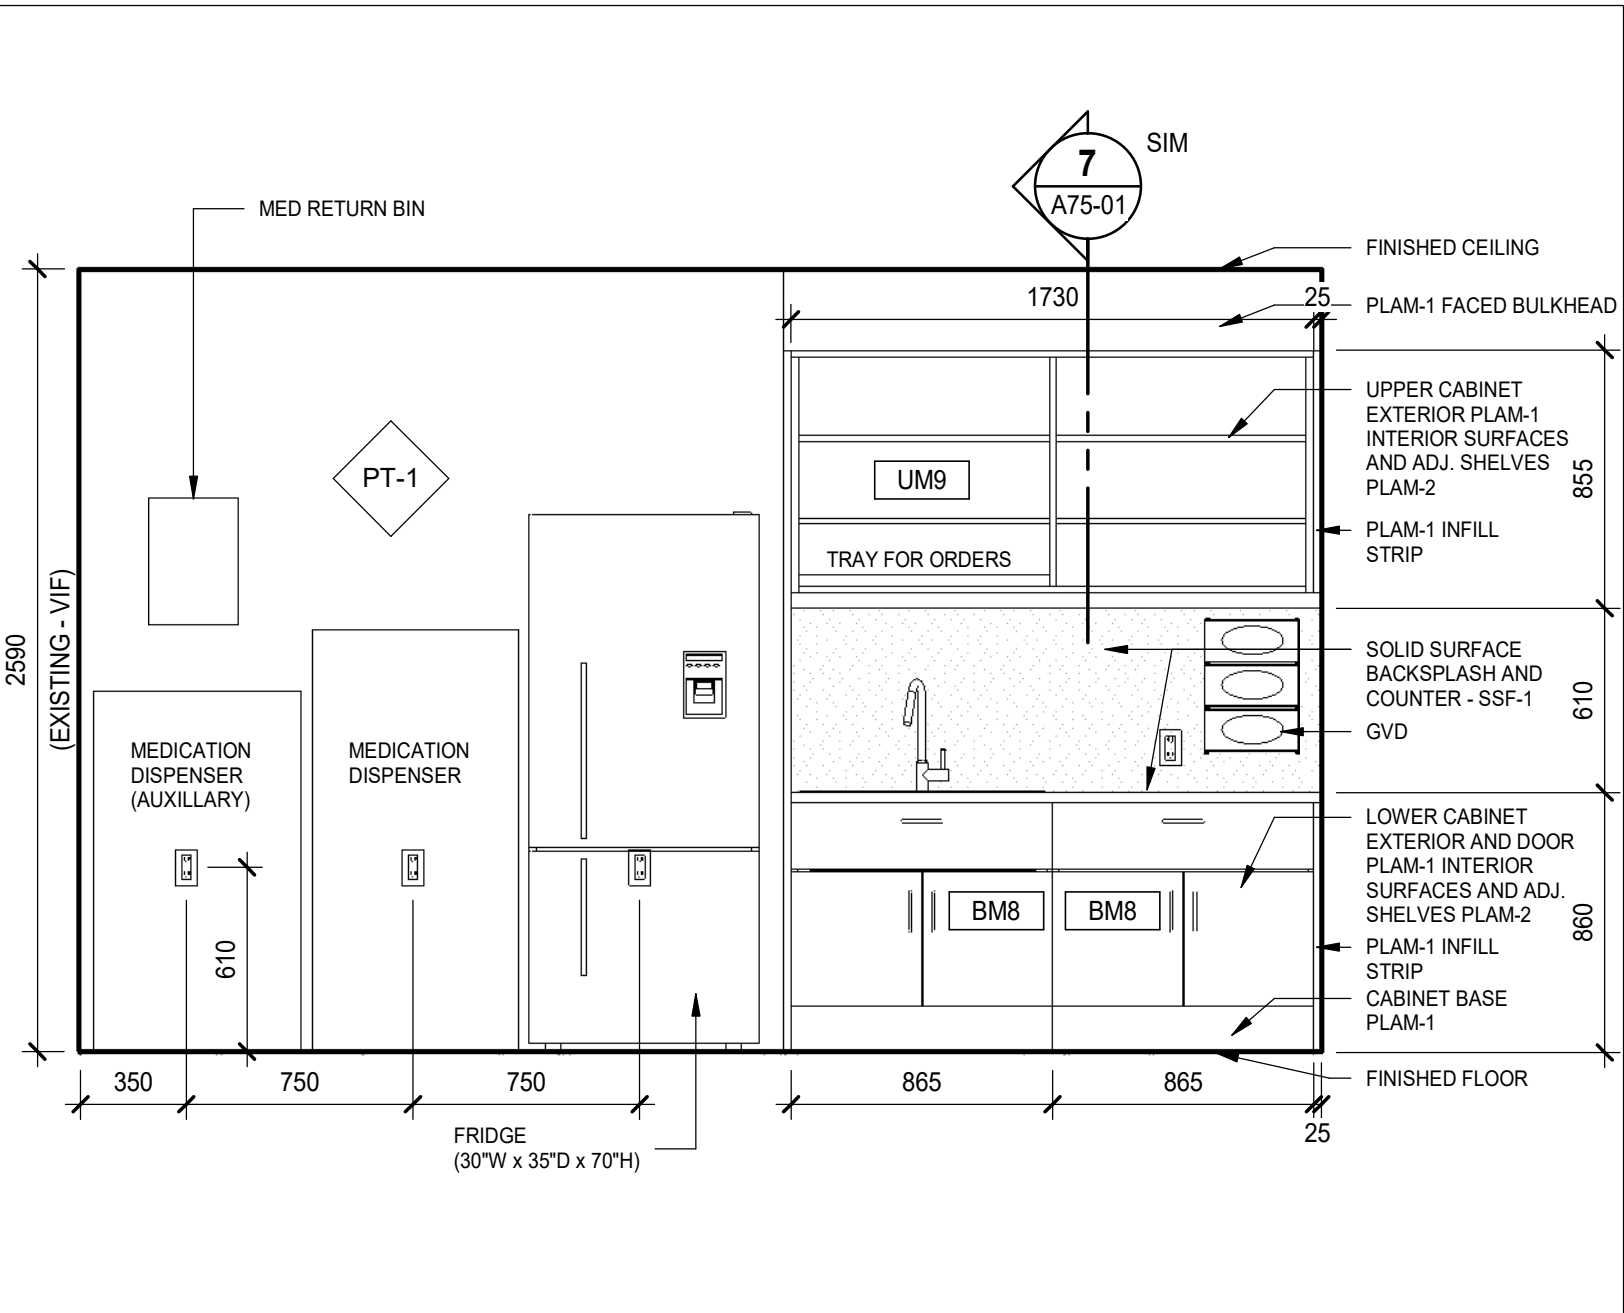 7
A75-01
SIM
MED RETURN BIN
FINISHED CEILING
1730
25
PLAM-1 FACED BULKHEAD
UPPER CABINET
EXTERIOR PLAM-1
INTERIOR SURFACES
AND ADJ. SHELVES
PLAM-2
855
PT-1
UM9
PLAM-1 INFILL
STRIP
TRAY FOR ORDERS
2590
(EXISTING - VIF)
SOLID SURFACE
BACKSPLASH AND
COUNTER - SSF-1
610
GVD
MEDICATION
DISPENSER
(AUXILLARY)
MEDICATION
DISPENSER
LOWER CABINET
EXTERIOR AND DOOR
PLAM-1 INTERIOR
SURFACES AND ADJ.
SHELVES PLAM-2
860
BM8
BM8
610
PLAM-1 INFILL
STRIP
CABINET BASE
PLAM-1
350
750
750
865
865
25
FINISHED FLOOR
FRIDGE
(30"W x 35"D x 70"H)